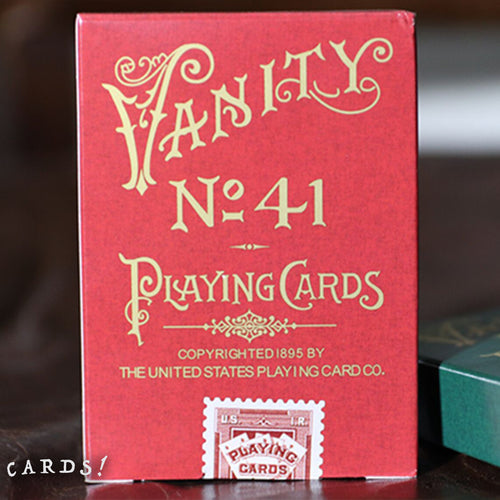 VANITY
No 41
PLAYING CARDS
COPYRIGHTED 1895 BY
THE UNITED STATES PLAYING CARD CO.
U.S. I.R.
PLAYING
CARDS
CARDS!